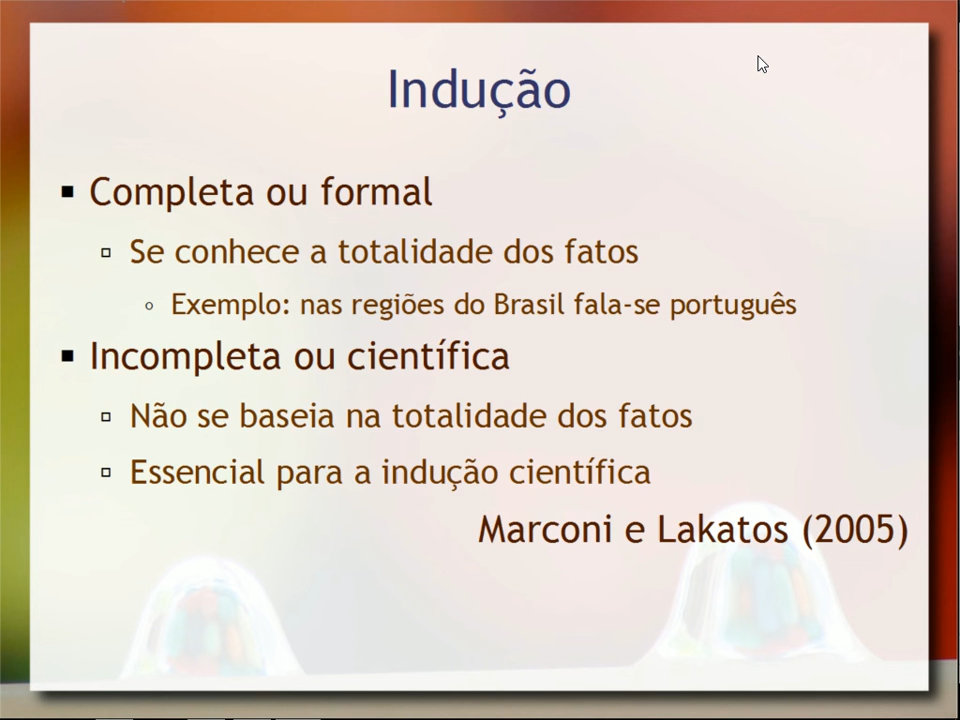 Indução
Completa ou formal
Se conhece a totalidade dos fatos
Exemplo: nas regiões do Brasil fala-se português
Incompleta ou científica
Não se baseia na totalidade dos fatos
Essencial para a indução científica
Marconi e Lakatos (2005)